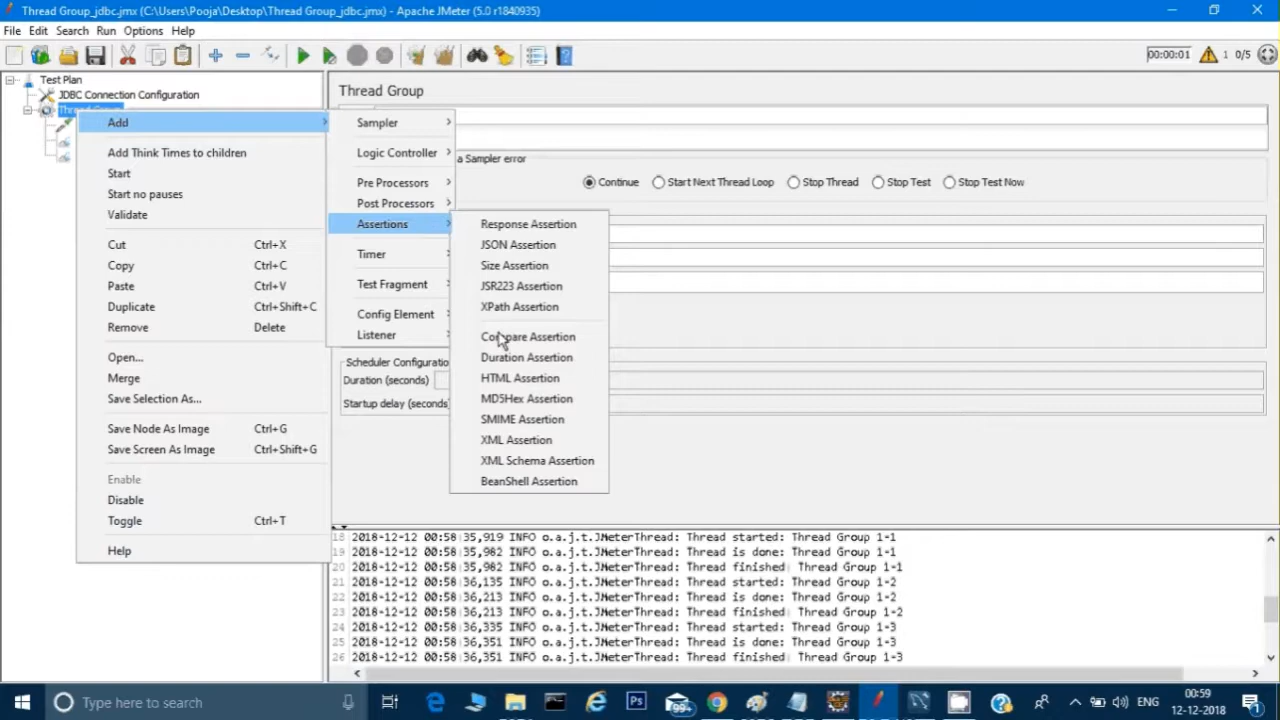 Thread Group_jdbc.jmx (C:\Users\Pooja\Desktop\Thread Group_jdbc.jmx) - Apache JMeter (5.0 r1840935)
File Edit Search Run Options Help
00:00:01 1 0/5
Test Plan
JDBC Connection Configuration
Thread Group
Thread Group
Add
Add Think Times to children
Start
Start no pauses
Validate
Cut Ctrl+X
Copy Ctrl+C
Paste Ctrl+V
Duplicate Ctrl+Shift+C
Remove Delete
Open...
Merge
Save Selection As...
Save Node As Image Ctrl+G
Save Screen As Image Ctrl+Shift+G
Enable
Disable
Toggle Ctrl+T
Help
Sampler
Logic Controller
Pre Processors
Post Processors
Assertions
Timer
Test Fragment
Config Element
Listener
Response Assertion
JSON Assertion
Size Assertion
JSR223 Assertion
XPath Assertion
Compare Assertion
Duration Assertion
HTML Assertion
MD5Hex Assertion
SMIME Assertion
XML Assertion
XML Schema Assertion
BeanShell Assertion
a Sampler error
Continue Start Next Thread Loop Stop Thread Stop Test Stop Test Now
Scheduler Configuratio
Duration (seconds)
Startup delay (seconds)
18 2018-12-12 00:58:35,919 INFO o.a.j.t.JMeterThread: Thread started: Thread Group 1-1
19 2018-12-12 00:58:35,982 INFO o.a.j.t.JMeterThread: Thread is done: Thread Group 1-1
20 2018-12-12 00:58:35,982 INFO o.a.j.t.JMeterThread: Thread finished: Thread Group 1-1
21 2018-12-12 00:58:36,135 INFO o.a.j.t.JMeterThread: Thread started: Thread Group 1-2
22 2018-12-12 00:58:36,213 INFO o.a.j.t.JMeterThread: Thread is done: Thread Group 1-2
23 2018-12-12 00:58:36,213 INFO o.a.j.t.JMeterThread: Thread finished: Thread Group 1-2
24 2018-12-12 00:58:36,335 INFO o.a.j.t.JMeterThread: Thread started: Thread Group 1-3
25 2018-12-12 00:58:36,351 INFO o.a.j.t.JMeterThread: Thread is done: Thread Group 1-3
26 2018-12-12 00:58:36,351 INFO o.a.j.t.JMeterThread: Thread finished: Thread Group 1-3
Type here to search
Ps
99+
ENG
00:59
12-12-2018
1